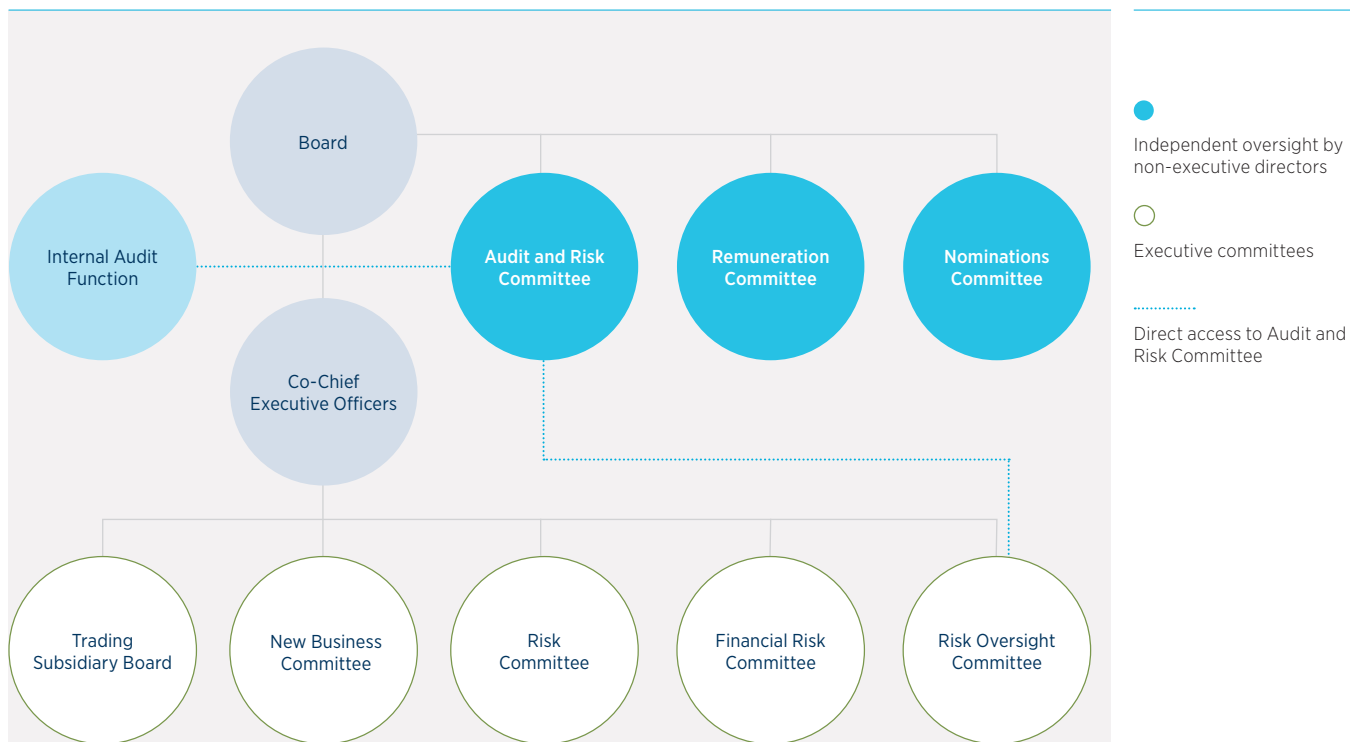 Board
Internal Audit
Function
Audit and Risk
Committee
Remuneration
Committee
Nominations
Committee
Co-Chief
Executive Officers
Trading
Subsidiary Board
New Business
Committee
Risk
Committee
Financial Risk
Committee
Risk Oversight
Committee
Independent oversight by
non-executive directors
Executive committees
Direct access to Audit and
Risk Committee